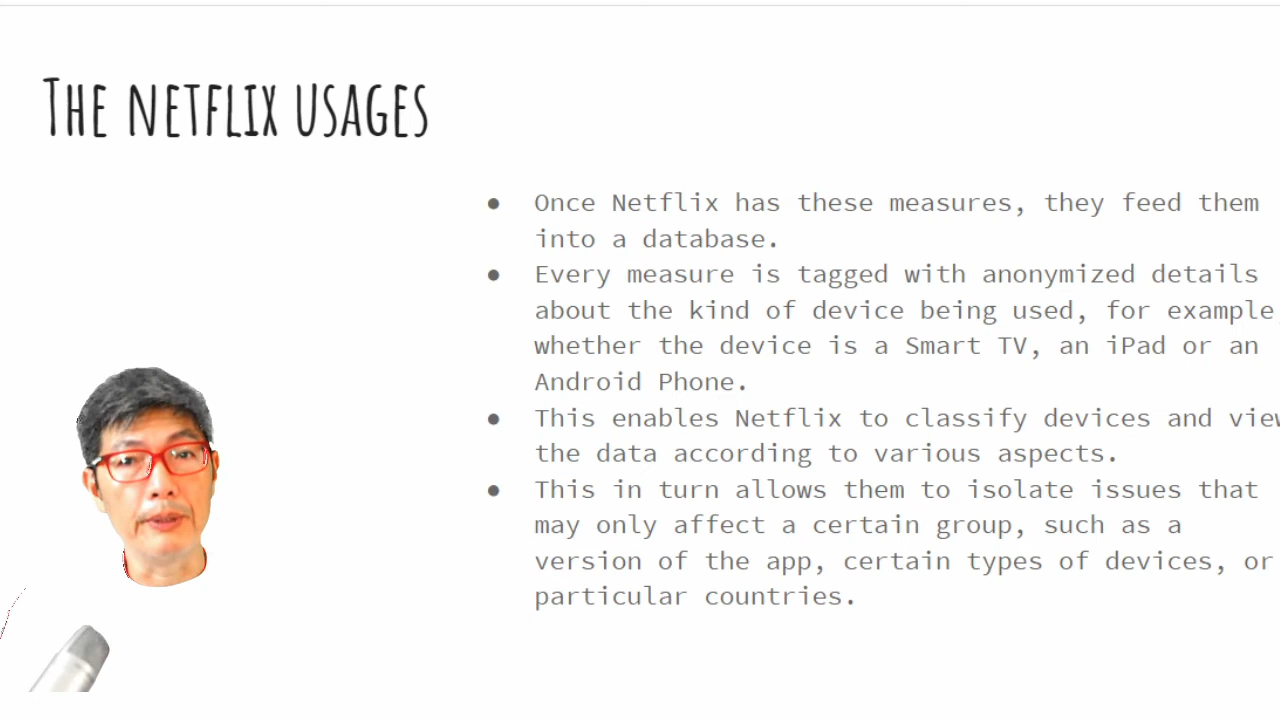 THE NETFLIX USAGES
● Once Netflix has these measures, they feed them
into a database.
● Every measure is tagged with anonymized details
about the kind of device being used, for example
whether the device is a Smart TV, an iPad or an
Android Phone.
● This enables Netflix to classify devices and view
the data according to various aspects.
● This in turn allows them to isolate issues that
may only affect a certain group, such as a
version of the app, certain types of devices, or
particular countries.